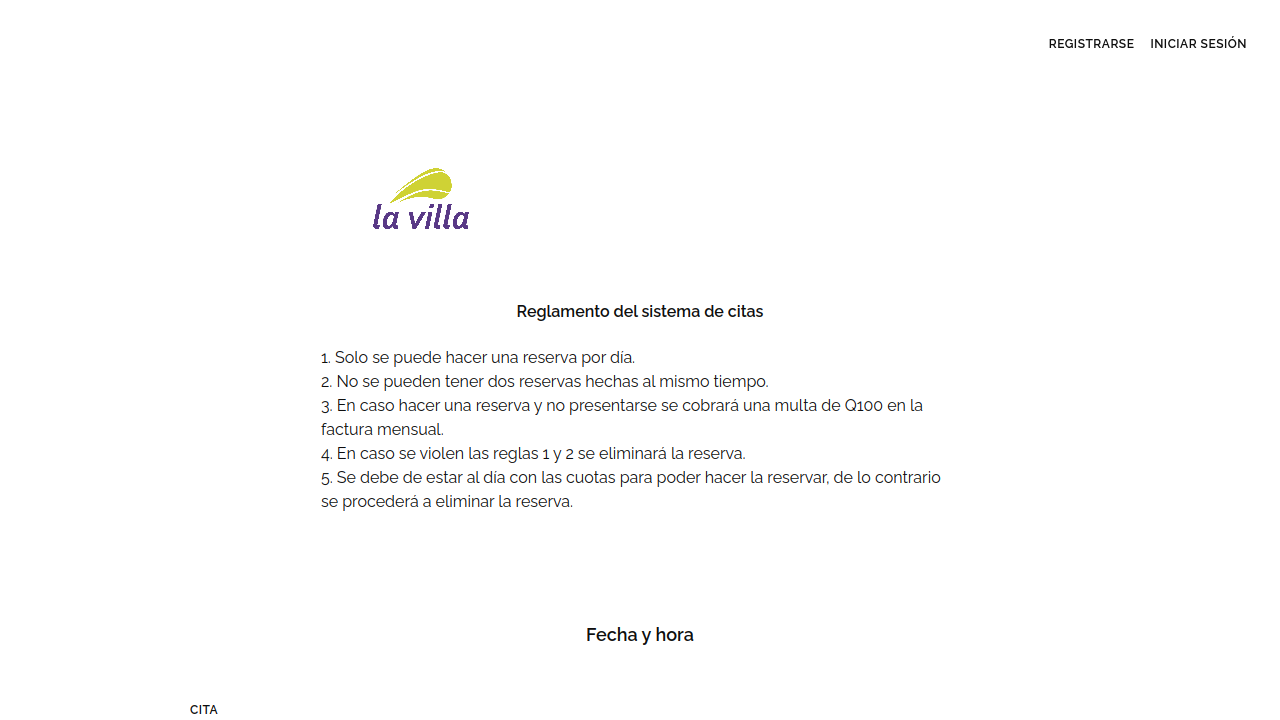 REGISTRARSE INICIAR SESIÓN
la villa
Reglamento del sistema de citas
1. Solo se puede hacer una reserva por día.
2. No se pueden tener dos reservas hechas al mismo tiempo.
3. En caso hacer una reserva y no presentarse se cobrará una multa de Q100 en la
factura mensual.
4. En caso se violen las reglas 1 y 2 se eliminará la reserva.
5. Se debe de estar al día con las cuotas para poder hacer la reservar, de lo contrario
se procederá a eliminar la reserva.
Fecha y hora
CITA